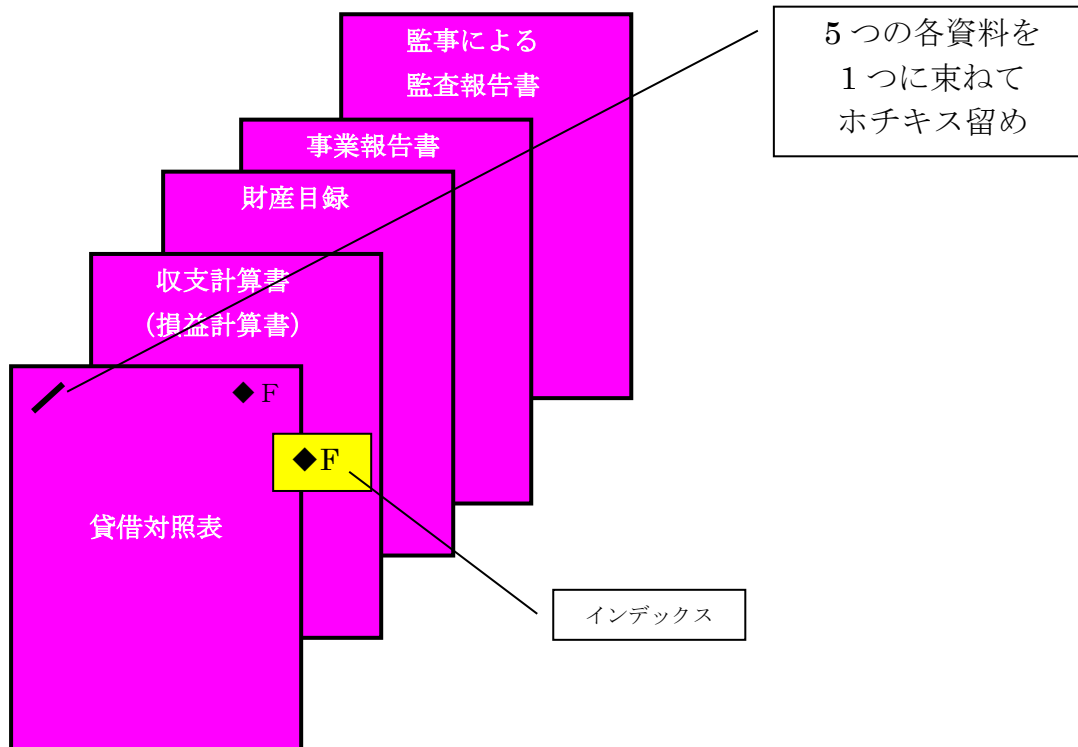 監事による
監査報告書
5つの各資料を
1つに束ねて
ホチキス留め
事業報告書
財産目録
収支計算書
（損益計算書）
◆F
◆F
貸借対照表
インデックス